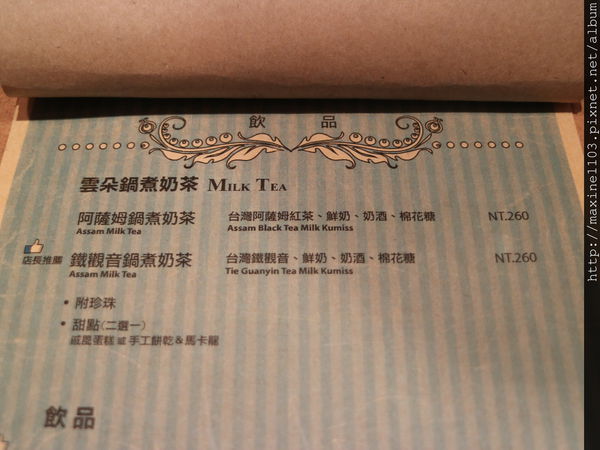 飲 品
雲朵鍋煮奶茶 MILK TEA
阿薩姆鍋煮奶茶 台灣阿薩姆紅茶、鮮奶、奶酒、棉花糖 NT.260
Assam Milk Tea Assam Black Tea Milk Kumiss
店長推薦 鐵觀音鍋煮奶茶 台灣鐵觀音、鮮奶、奶酒、棉花糖 NT.260
Assam Milk Tea Tie Guanyin Tea Milk Kumiss
• 附珍珠
• 甜點(二選一)
戚風蛋糕 或 手工餅乾&馬卡龍
飲品
http://maxine1103.pixnet.net/album